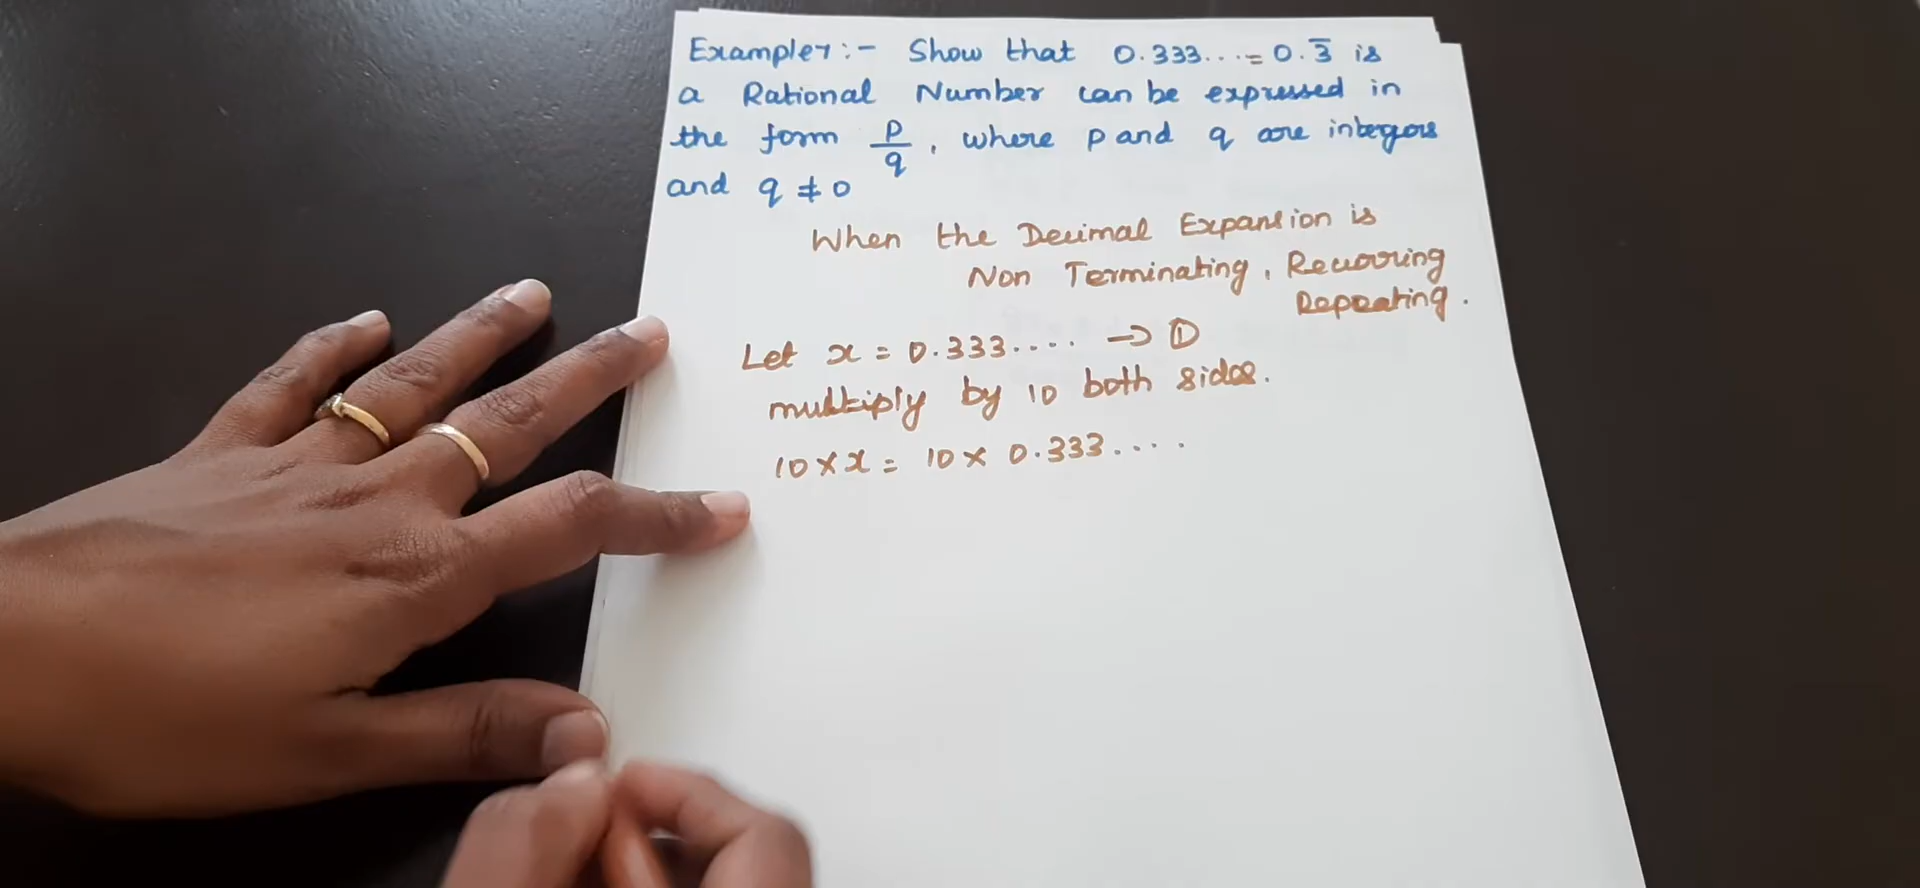 Example:- Show that 0.333...=0.3̅ is
a Rational Number can be expressed in
the form p/q, where p and q are integers
and q ≠ 0
When the Decimal Expansion is
Non Terminating, Recurring
Repeating.
Let x = 0.333.... → ①
multiply by 10 both sides.
10 × x = 10 × 0.333....